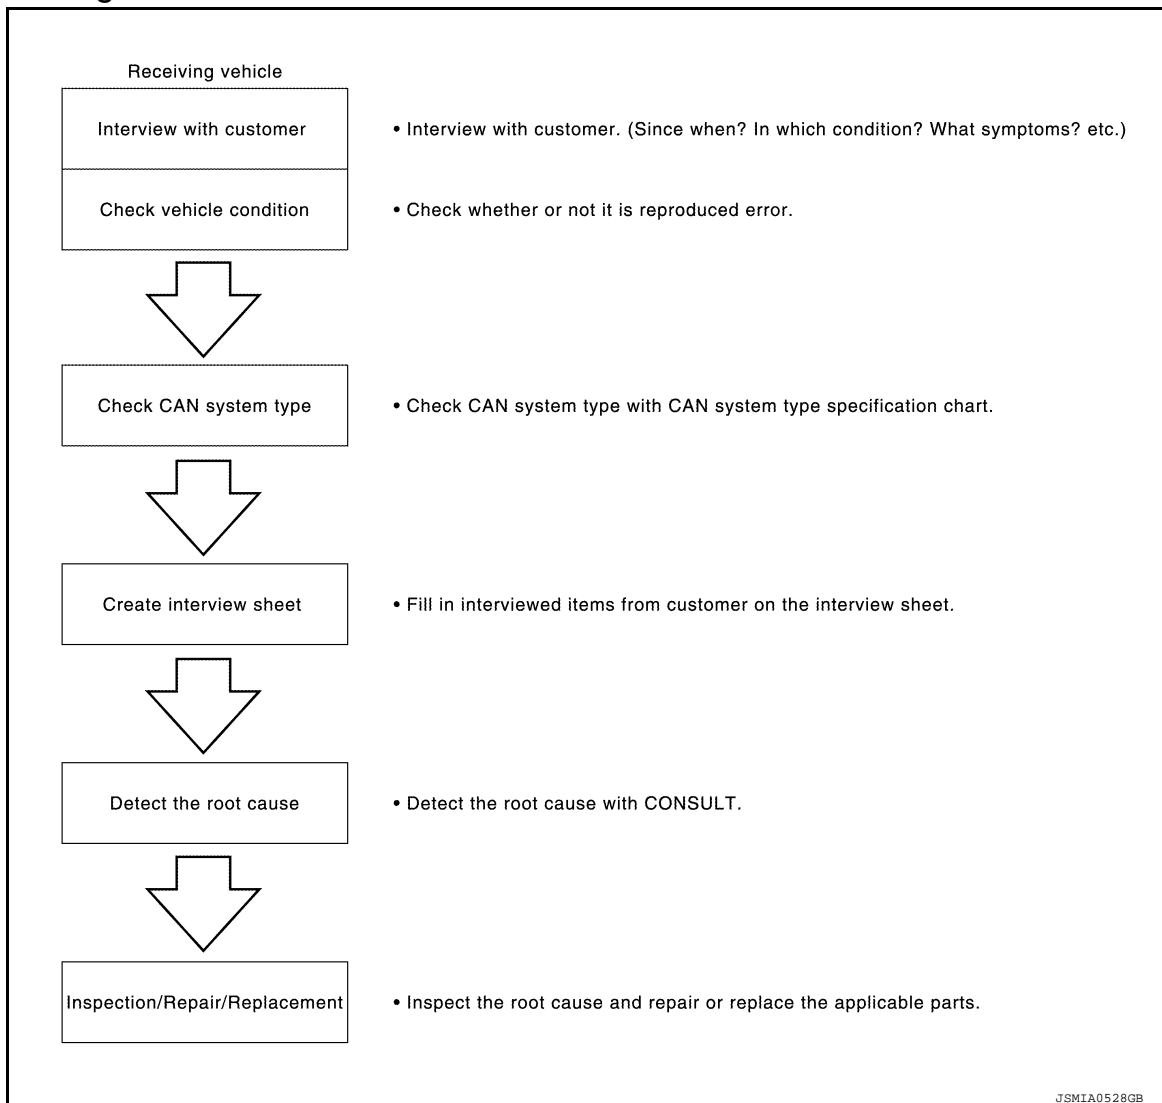 Receiving vehicle
Interview with customer
• Interview with customer. (Since when? In which condition? What symptoms? etc.)
Check vehicle condition
• Check whether or not it is reproduced error.
Check CAN system type
• Check CAN system type with CAN system type specification chart.
Create interview sheet
• Fill in interviewed items from customer on the interview sheet.
Detect the root cause
• Detect the root cause with CONSULT.
Inspection/Repair/Replacement
• Inspect the root cause and repair or replace the applicable parts.
JSMIA0528GB